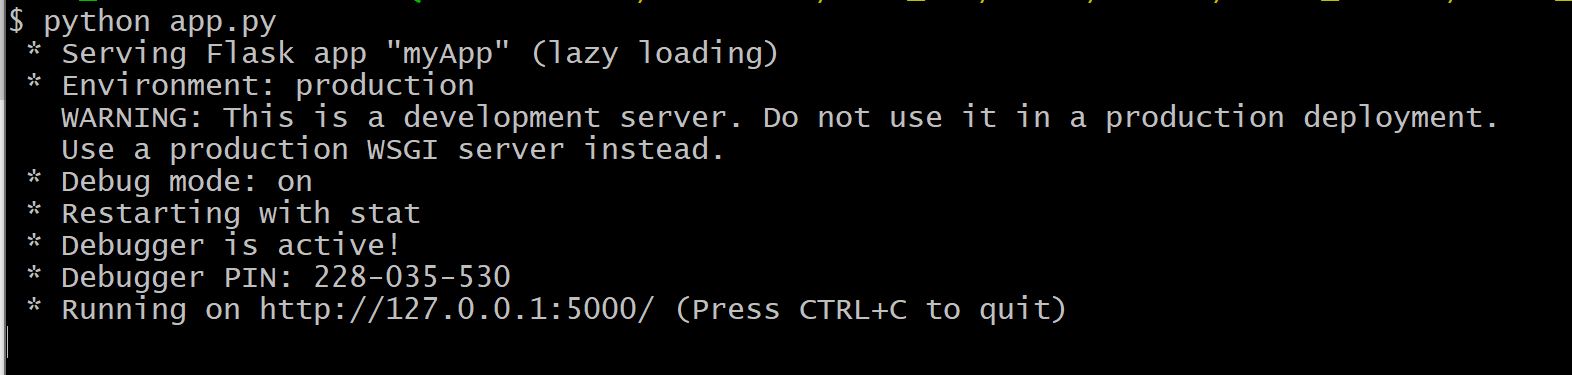 $ python app.py
* Serving Flask app "myApp" (lazy loading)
* Environment: production
WARNING: This is a development server. Do not use it in a production deployment.
Use a production WSGI server instead.
* Debug mode: on
* Restarting with stat
* Debugger is active!
* Debugger PIN: 228-035-530
* Running on http://127.0.0.1:5000/ (Press CTRL+C to quit)